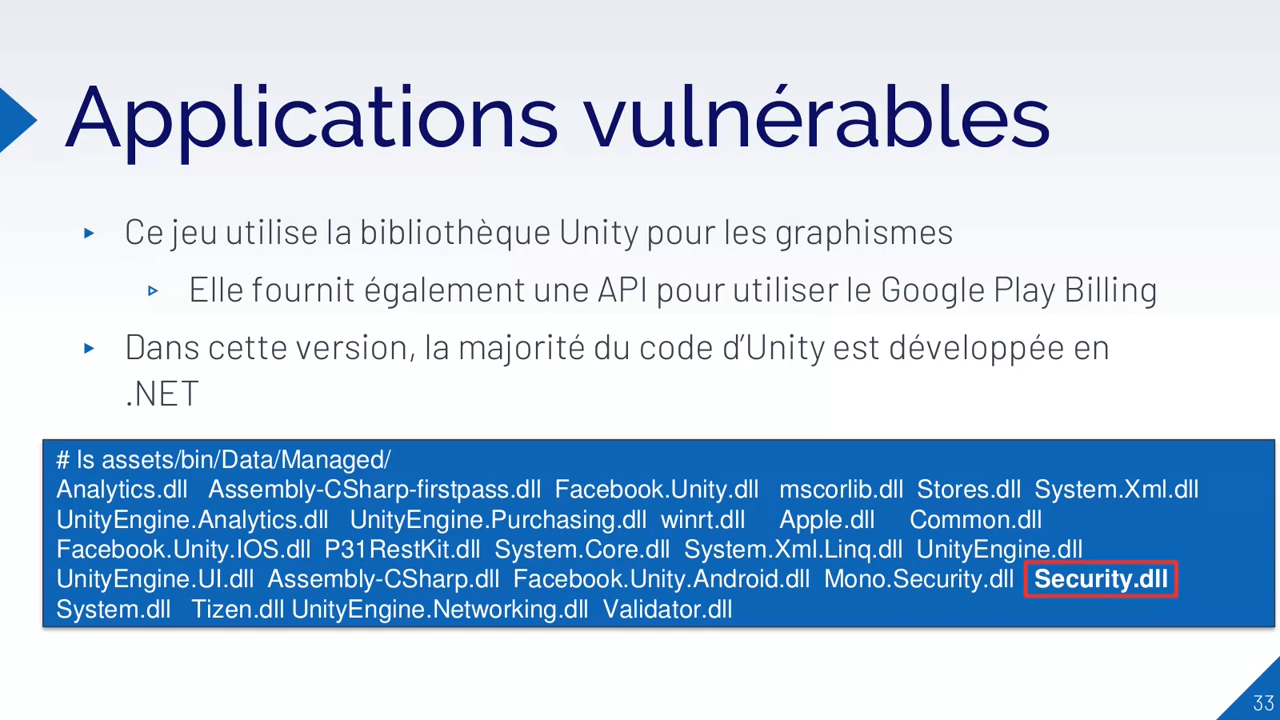 Applications vulnérables
Ce jeu utilise la bibliothèque Unity pour les graphismes
Elle fournit également une API pour utiliser le Google Play Billing
Dans cette version, la majorité du code d’Unity est développée en
.NET
# ls assets/bin/Data/Managed/
Analytics.dll Assembly-CSharp-firstpass.dll Facebook.Unity.dll mscorlib.dll Stores.dll System.Xml.dll
UnityEngine.Analytics.dll UnityEngine.Purchasing.dll winrt.dll Apple.dll Common.dll
Facebook.Unity.IOS.dll P31RestKit.dll System.Core.dll System.Xml.Linq.dll UnityEngine.dll
UnityEngine.UI.dll Assembly-CSharp.dll Facebook.Unity.Android.dll Mono.Security.dll Security.dll
System.dll Tizen.dll UnityEngine.Networking.dll Validator.dll
33